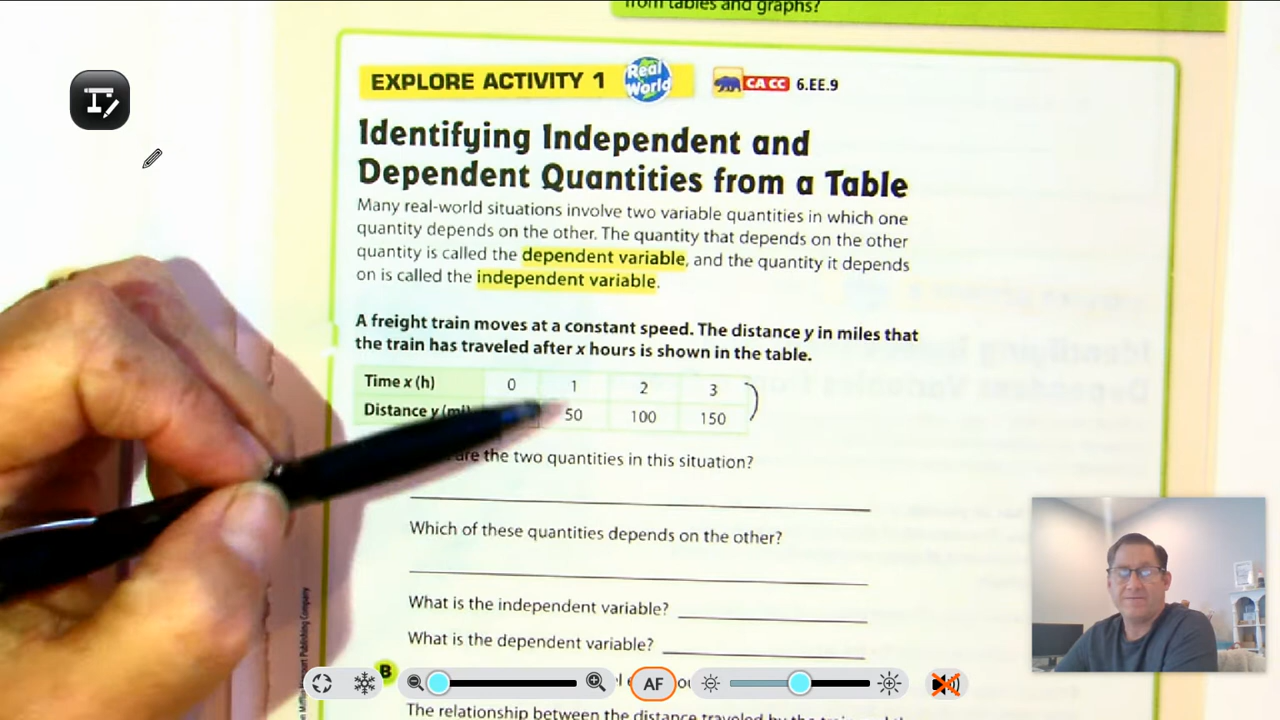 from tables and graphs?
EXPLORE ACTIVITY 1
Real
World
CA CC 6.EE.9
Identifying Independent and
Dependent Quantities from a Table
Many real-world situations involve two variable quantities in which one
quantity depends on the other. The quantity that depends on the other
quantity is called the dependent variable, and the quantity it depends
on is called the independent variable.
A freight train moves at a constant speed. The distance y in miles that
the train has traveled after x hours is shown in the table.
Time x (h) 0 1 2 3
Distance y (mi) 50 100 150
are the two quantities in this situation?
Which of these quantities depends on the other?
What is the independent variable?
What is the dependent variable?
B
AF
The relationship between the distance traveled by the train and the